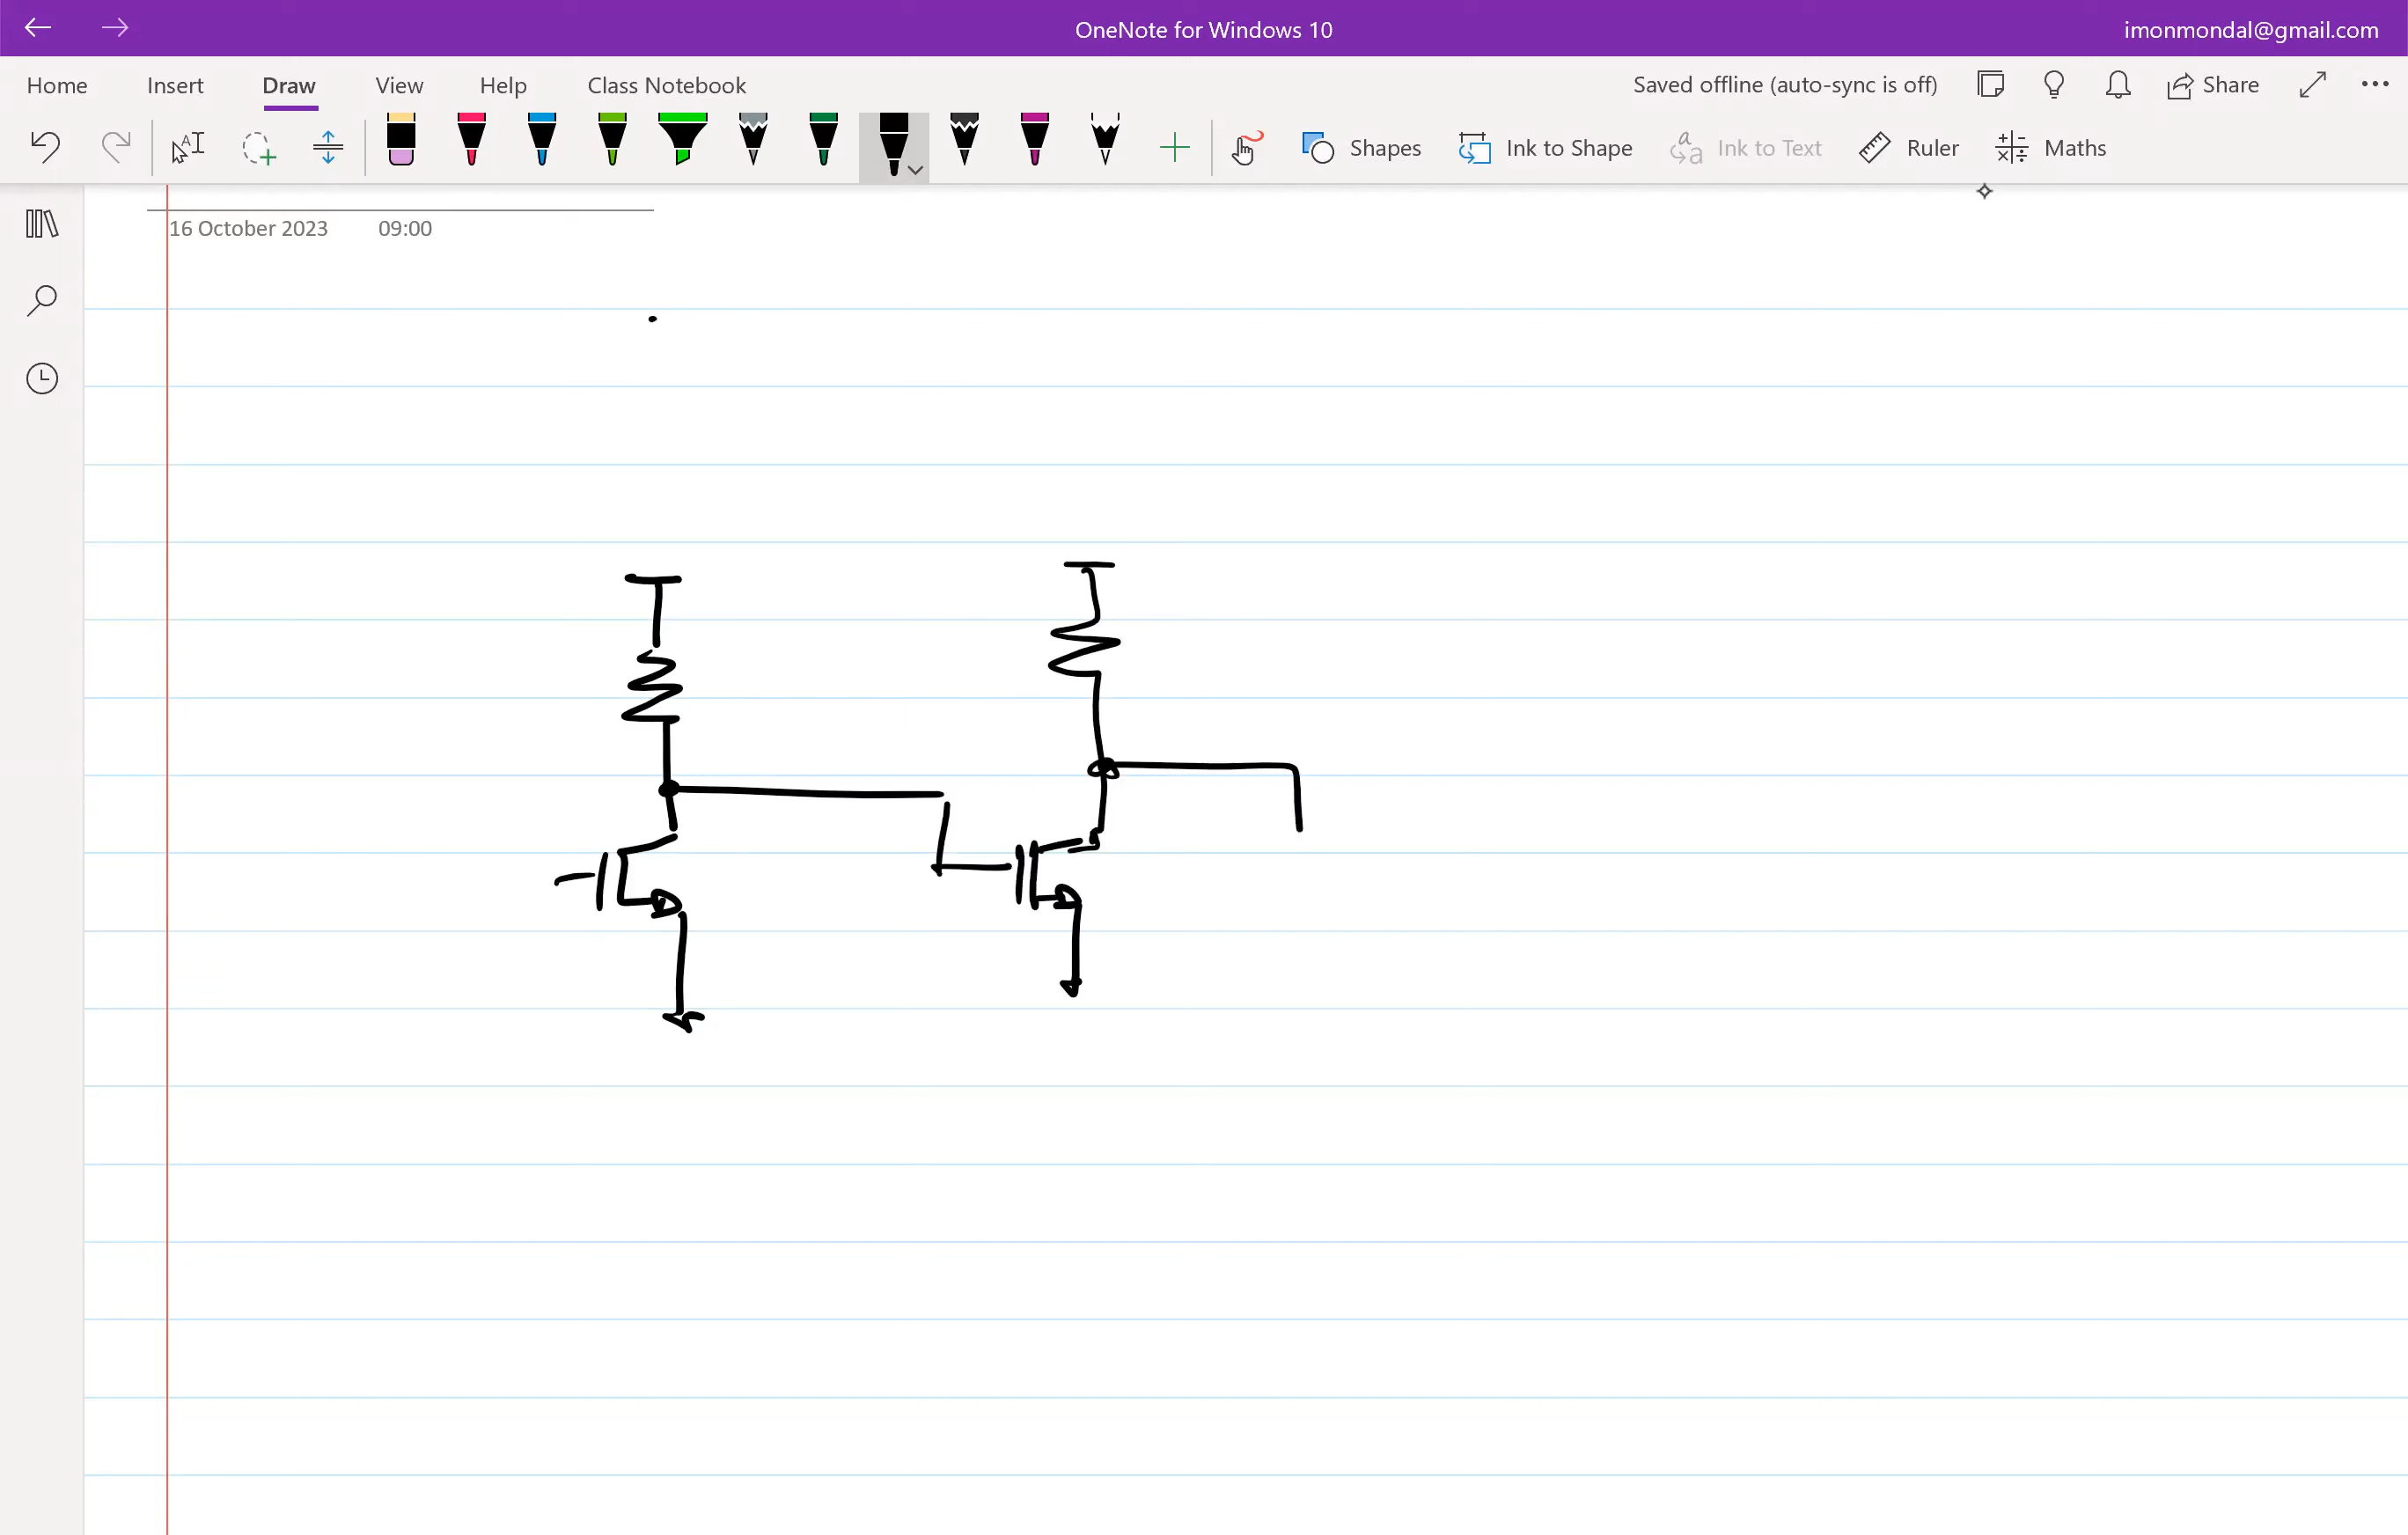 OneNote for Windows 10
imonmondal@gmail.com
Home Insert Draw View Help Class Notebook
Saved offline (auto-sync is off) Share
Shapes Ink to Shape Ink to Text Ruler Maths
16 October 2023 09:00